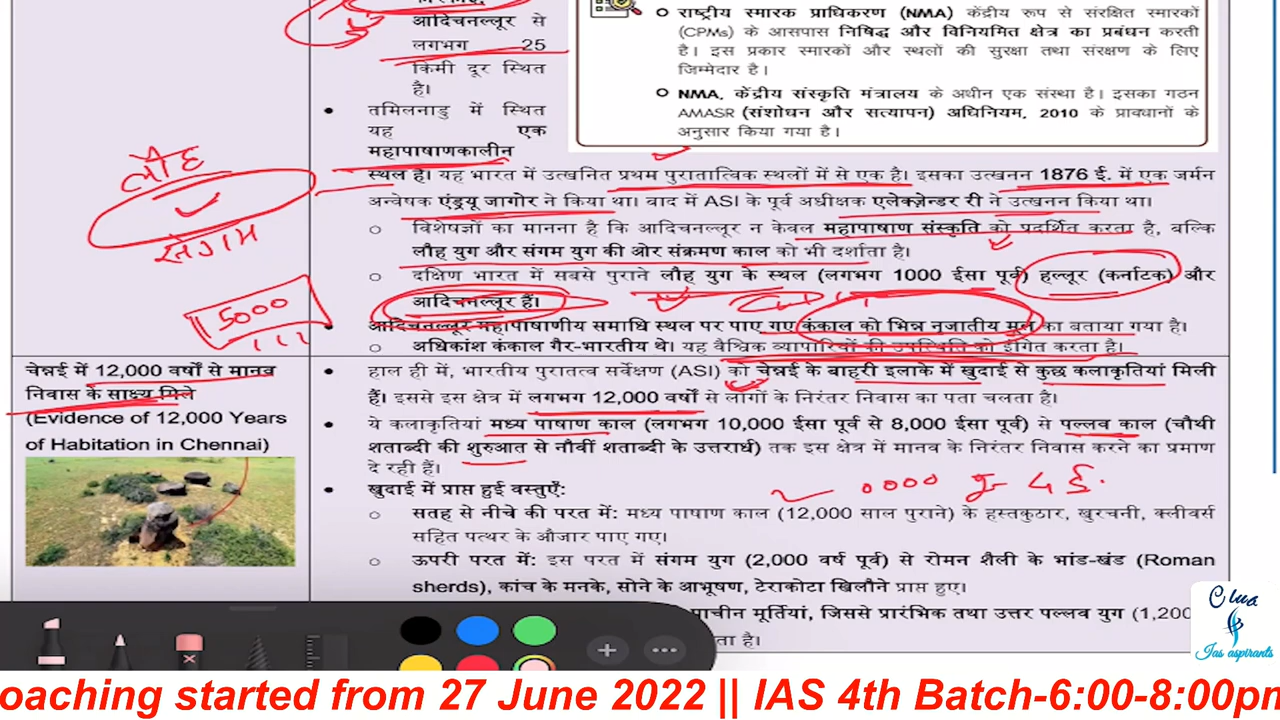 आदिचनल्लूर से
लगभग 25
किमी दूर स्थित
है।
राष्ट्रीय स्मारक प्राधिकरण (NMA) केंद्रीय रूप से संरक्षित स्मारकों
(CPMs) के आसपास निषिद्ध और विनियमित क्षेत्र का प्रबंधन करती
है। इस प्रकार स्मारकों और स्थलों की सुरक्षा तथा संरक्षण के लिए
जिम्मेदार है।
NMA, केंद्रीय संस्कृति मंत्रालय के अधीन एक संस्था है। इसका गठन
AMASR (संशोधन और सत्यापन) अधिनियम, 2010 के प्रावधानों के
अनुसार किया गया है।
तमिलनाडु में स्थित
यह एक
महापाषाणकालीन
स्थल है। यह भारत में उत्खनित प्रथम पुरातात्विक स्थलों में से एक है। इसका उत्खनन 1876 ई. में एक जर्मन
अन्वेषक एंड्रयू जागोर ने किया था। बाद में ASI के पूर्व अधीक्षक एलेक्ज़ेन्डर री ने उत्खनन किया था।
विशेषज्ञों का मानना है कि आदिचनल्लूर न केवल महापाषाण संस्कृति को प्रदर्शित करता है, बल्कि
लौह युग और संगम युग की ओर संक्रमण काल को भी दर्शाता है।
दक्षिण भारत में सबसे पुराने लौह युग के स्थल (लगभग 1000 ईसा पूर्व) हल्लूर (कर्नाटक) और
आदिचनल्लूर हैं।
आदिचनल्लूर महापाषाणीय समाधि स्थल पर पाए गए कंकाल को भिन्न नृजातीय मूल का बताया गया है।
अधिकांश कंकाल गैर-भारतीय थे। यह वैश्विक व्यापारियों की उपस्थिति को इंगित करता है।
लौह
संगम
5000
चेन्नई में 12,000 वर्षों से मानव
निवास के साक्ष्य मिले
(Evidence of 12,000 Years
of Habitation in Chennai)
हाल ही में, भारतीय पुरातत्व सर्वेक्षण (ASI) को चेन्नई के बाहरी इलाके में खुदाई से कुछ कलाकृतियां मिली
हैं। इससे इस क्षेत्र में लगभग 12,000 वर्षों से लोगों के निरंतर निवास का पता चलता है।
ये कलाकृतियां मध्य पाषाण काल (लगभग 10,000 ईसा पूर्व से 8,000 ईसा पूर्व) से पल्लव काल (चौथी
शताब्दी की शुरुआत से नौवीं शताब्दी के उत्तरार्ध) तक इस क्षेत्र में मानव के निरंतर निवास करने का प्रमाण
दे रही हैं।
खुदाई में प्राप्त हुई वस्तुएँ:
सतह से नीचे की परत में: मध्य पाषाण काल (12,000 साल पुराने) के हस्तकुठार, खुरचनी, क्लीवर्स
सहित पत्थर के औजार पाए गए।
ऊपरी परत में: इस परत में संगम युग (2,000 वर्ष पूर्व) से रोमन शैली के भांड-खंड (Roman
sherds), कांच के मनके, सोने के आभूषण, टेराकोटा खिलौने प्राप्त हुए।
प्राचीन मूर्तियां, जिससे प्रारंभिक तथा उत्तर पल्लव युग (1,200
है।
Clua
Ias aspirants
oaching started from 27 June 2022 || IAS 4th Batch-6:00-8:00pm